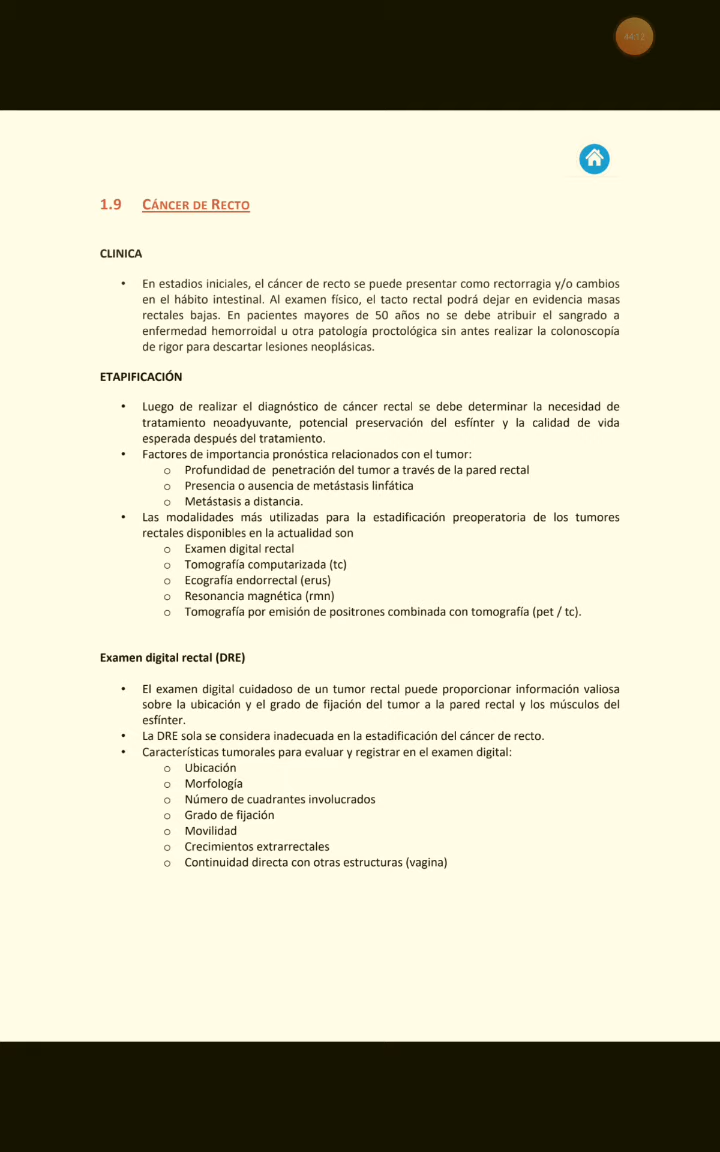 44:12
1.9 CÁNCER DE RECTO
CLINICA
• En estadios iniciales, el cáncer de recto se puede presentar como rectorragia y/o cambios
en el hábito intestinal. Al examen físico, el tacto rectal podrá dejar en evidencia masas
rectales bajas. En pacientes mayores de 50 años no se debe atribuir el sangrado a
enfermedad hemorroidal u otra patología proctológica sin antes realizar la colonoscopía
de rigor para descartar lesiones neoplásicas.
ETAPIFICACIÓN
• Luego de realizar el diagnóstico de cáncer rectal se debe determinar la necesidad de
tratamiento neoadyuvante, potencial preservación del esfínter y la calidad de vida
esperada después del tratamiento.
• Factores de importancia pronóstica relacionados con el tumor:
o Profundidad de penetración del tumor a través de la pared rectal
o Presencia o ausencia de metástasis linfática
o Metástasis a distancia.
• Las modalidades más utilizadas para la estadificación preoperatoria de los tumores
rectales disponibles en la actualidad son
o Examen digital rectal
o Tomografía computarizada (tc)
o Ecografía endorrectal (erus)
o Resonancia magnética (rmn)
o Tomografía por emisión de positrones combinada con tomografía (pet / tc).
Examen digital rectal (DRE)
• El examen digital cuidadoso de un tumor rectal puede proporcionar información valiosa
sobre la ubicación y el grado de fijación del tumor a la pared rectal y los músculos del
esfínter.
• La DRE sola se considera inadecuada en la estadificación del cáncer de recto.
• Características tumorales para evaluar y registrar en el examen digital:
o Ubicación
o Morfología
o Número de cuadrantes involucrados
o Grado de fijación
o Movilidad
o Crecimientos extrarrectales
o Continuidad directa con otras estructuras (vagina)